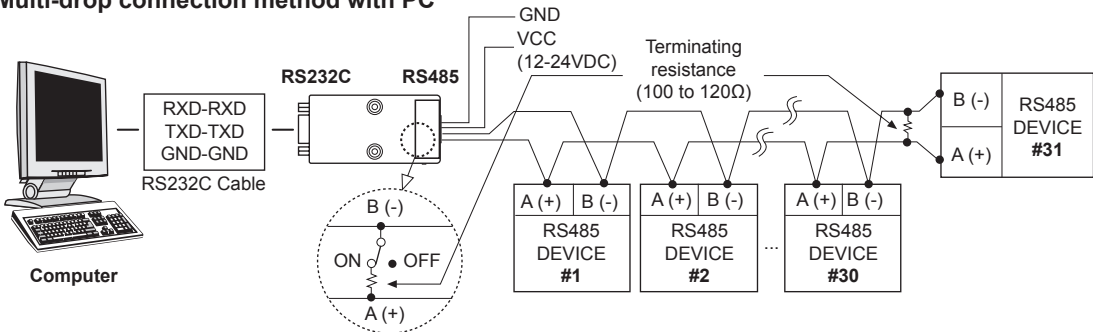 Multi-drop connection method with PC
GND
VCC
(12-24VDC)
Terminating
resistance
(100 to 120Ω)
RS232C
RS485
RXD-RXD
TXD-TXD
GND-GND
RS232C Cable
Computer
B (-)
ON
OFF
A (+)
A (+)
B (-)
RS485
DEVICE
#1
A (+)
B (-)
RS485
DEVICE
#2
...
A (+)
B (-)
RS485
DEVICE
#30
B (-)
A (+)
RS485
DEVICE
#31